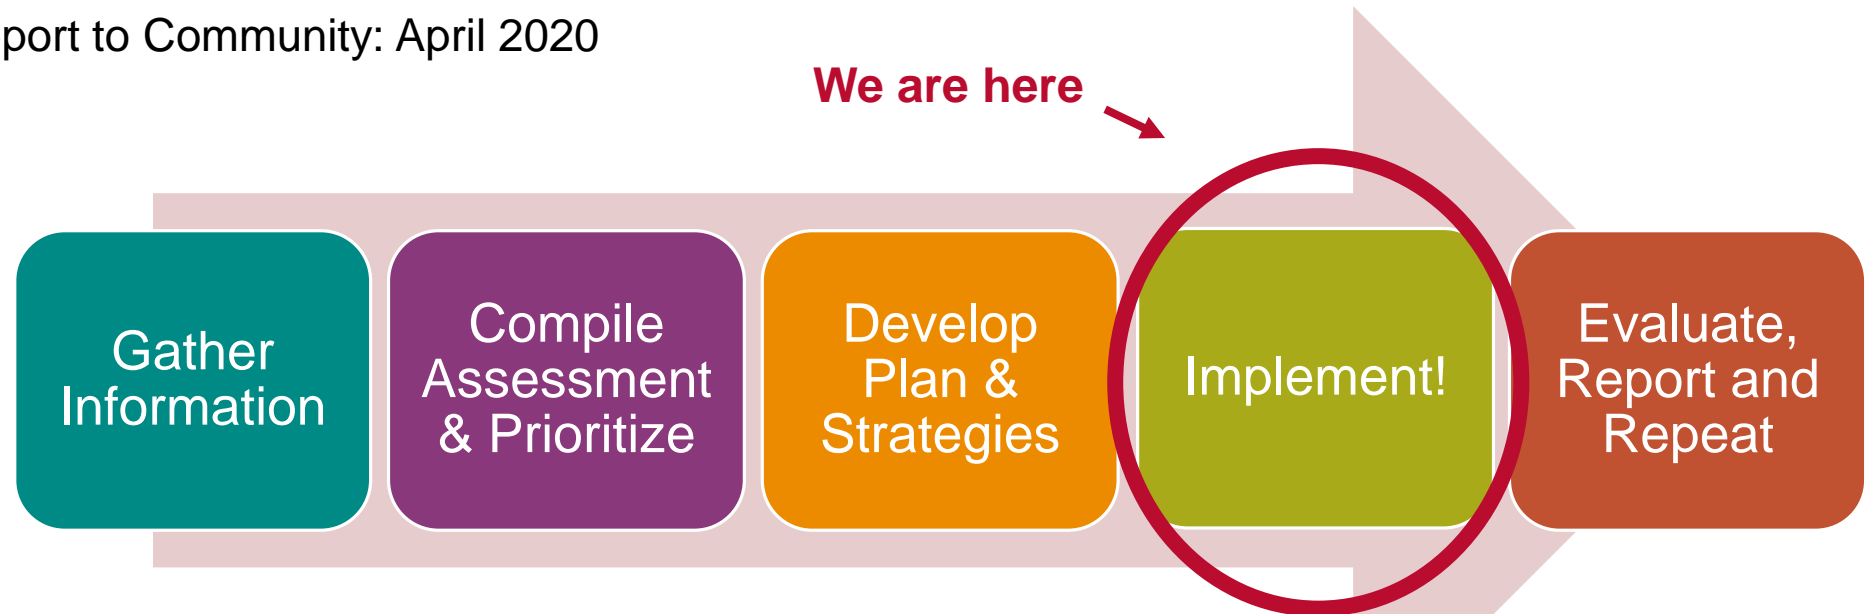 port to Community: April 2020
We are here
Gather
Information
Compile
Assessment
& Prioritize
Develop
Plan &
Strategies
Implement!
Evaluate,
Report and
Repeat